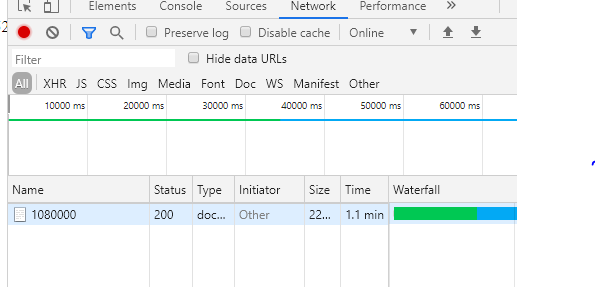 Elements Console Sources Network Performance »
2 Preserve log Disable cache Online
Filter Hide data URLs
All XHR JS CSS Img Media Font Doc WS Manifest Other
10000 ms 20000 ms 30000 ms 40000 ms 50000 ms 60000 ms
Name Status Type Initiator Size Time Waterfall
1080000 200 doc... Other 22... 1.1 min